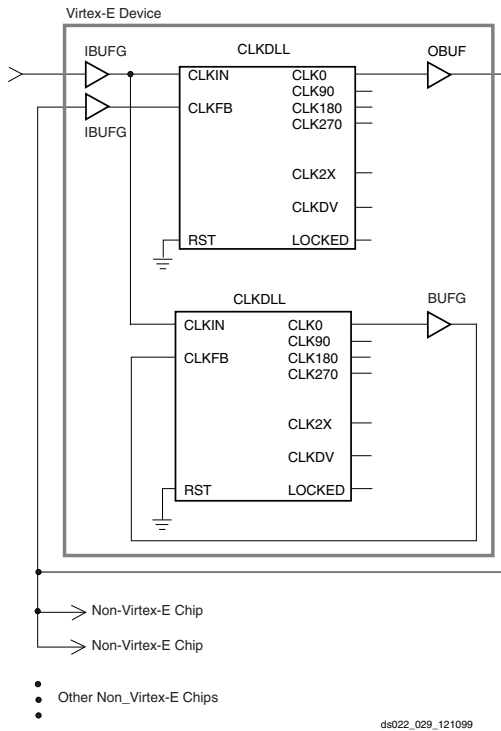 Virtex-E Device
IBUFG
CLKDLL
OBUF
CLKIN
CLK0
CLK90
CLKFB
CLK180
CLK270
IBUFG
CLK2X
CLKDV
RST
LOCKED
CLKDLL
BUFG
CLKIN
CLK0
CLK90
CLKFB
CLK180
CLK270
CLK2X
CLKDV
RST
LOCKED
Non-Virtex-E Chip
Non-Virtex-E Chip
Other Non_Virtex-E Chips
ds022_029_121099